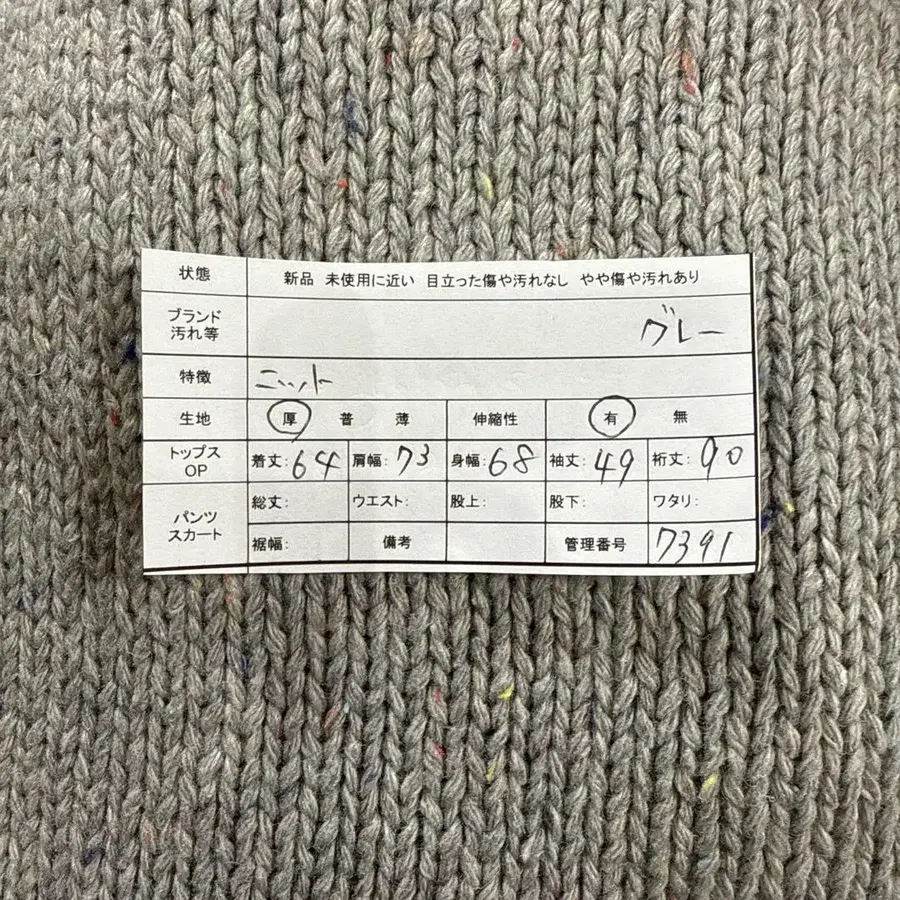 状態 新品 未使用に近い 目立った傷や汚れなし やや傷や汚れあり
ブランド
汚れ等 グレー
特徴 ニット
生地 厚 普 薄 伸縮性 有 無
トップス
OP 着丈:64 肩幅:73 身幅:68 袖丈:49 裄丈:90
パンツ
スカート 総丈: ウエスト: 股上: 股下: ワタリ:
裾幅: 備考 管理番号 7391